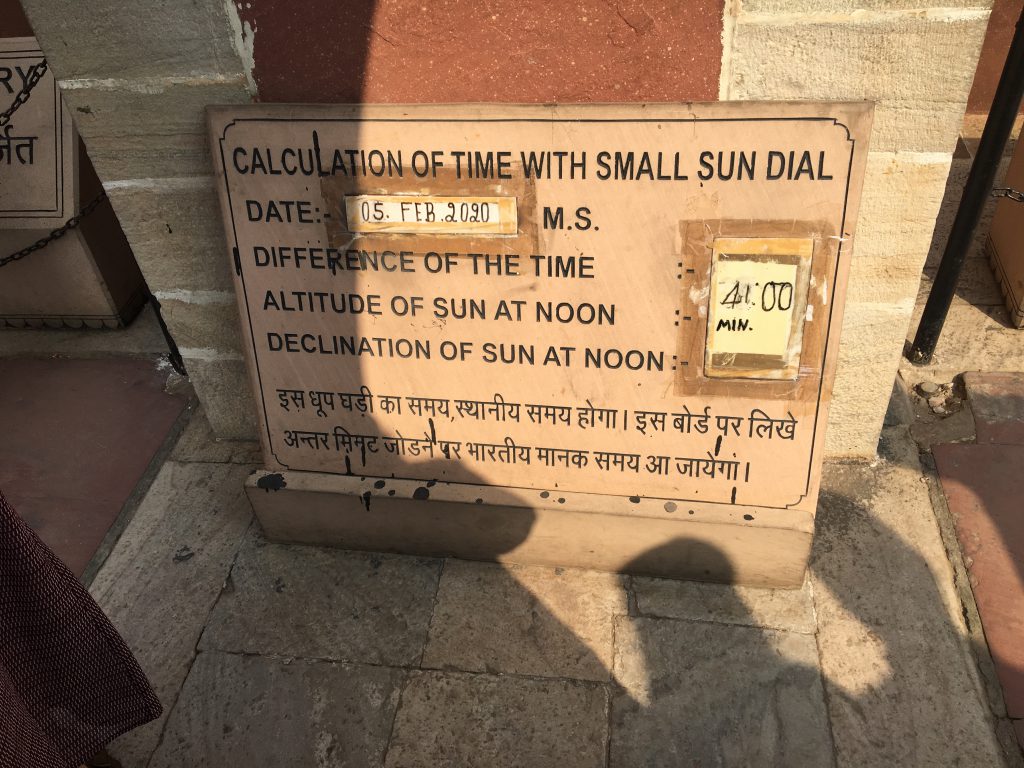 RY
र्जित
CALCULATION OF TIME WITH SMALL SUN DIAL
DATE:- 05. FEB.2020 M.S.
DIFFERENCE OF THE TIME :-
ALTITUDE OF SUN AT NOON :-
DECLINATION OF SUN AT NOON :-
41:00
MIN.
इस धूप घड़ी का समय,स्थानीय समय होगा। इस बोर्ड पर लिखे
अन्तर मिमट जोडने पर भारतीय मानक समय आ जायेगा।